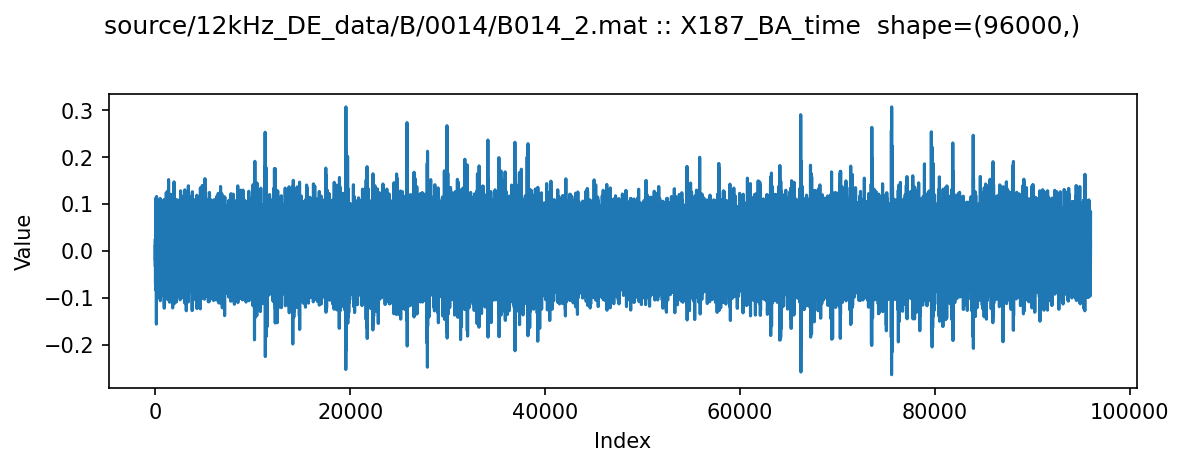 source/12kHz_DE_data/B/0014/B014_2.mat :: X187_BA_time  shape=(96000,)
0.3
0.2
0.1
0.0
−0.1
−0.2
Value
0 20000 40000 60000 80000 100000
Index